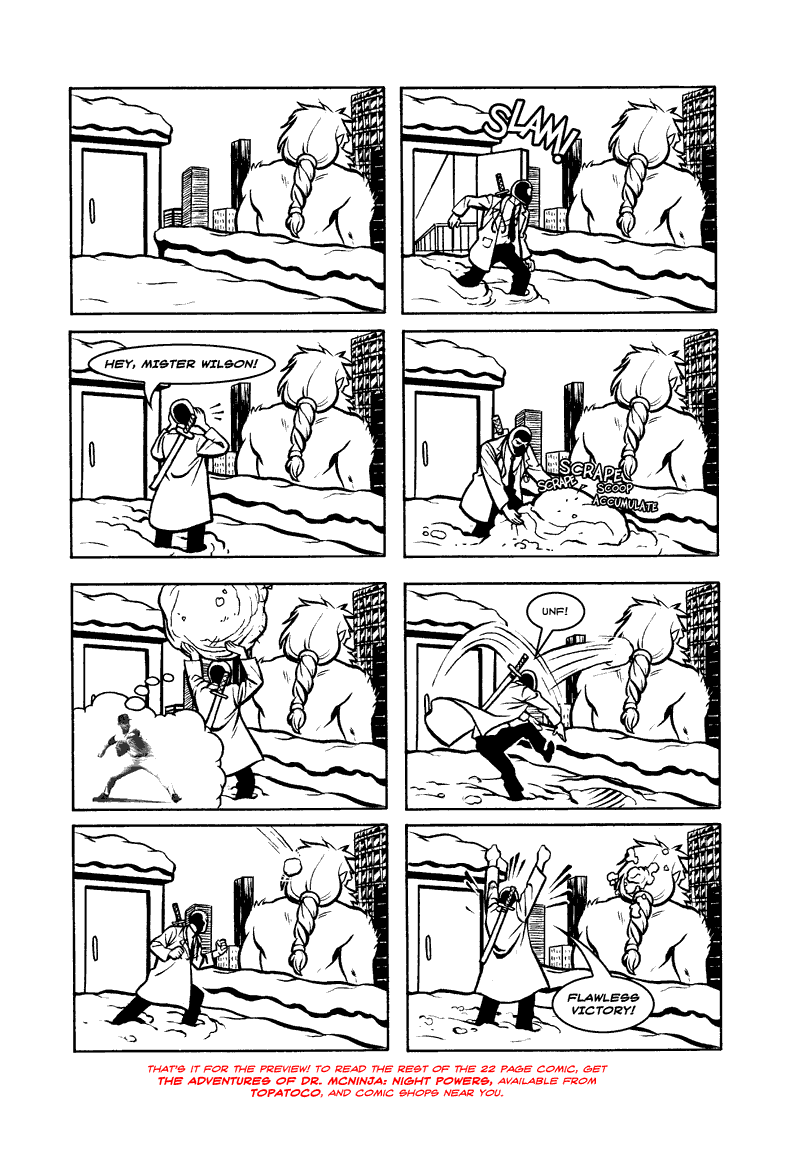 SLAM!
HEY, MISTER WILSON!
SCRAPE
SCRAPE
SCOOP
ACCUMULATE
UNF!
FLAWLESS
VICTORY!
THAT'S IT FOR THE PREVIEW! TO READ THE REST OF THE 22 PAGE COMIC, GET
THE ADVENTURES OF DR. MCNINJA: NIGHT POWERS, AVAILABLE FROM
TOPATOCO, AND COMIC SHOPS NEAR YOU.